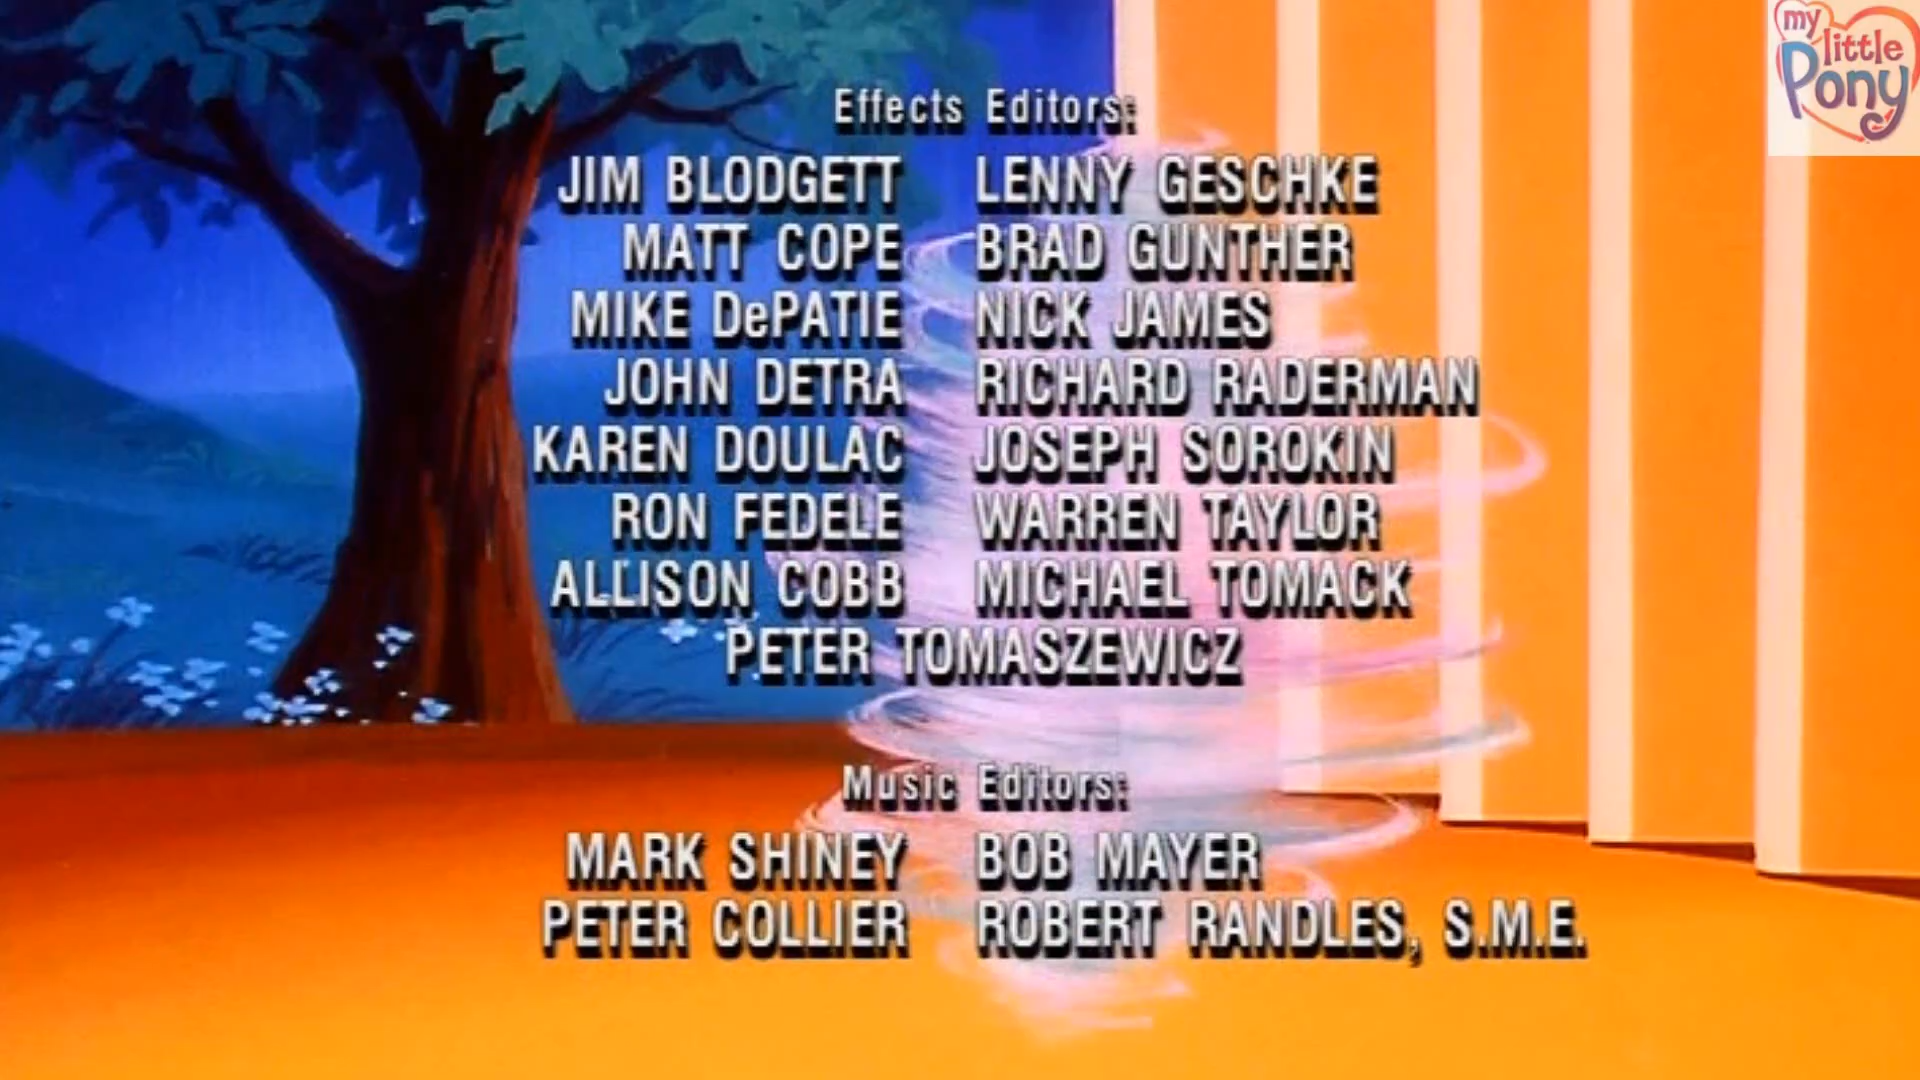 my
little
Pony
Effects Editors:
JIM BLODGETT LENNY GESCHKE
MATT COPE BRAD GUNTHER
MIKE DePATIE NICK JAMES
JOHN DETRA RICHARD RADERMAN
KAREN DOULAC JOSEPH SOROKIN
RON FEDELE WARREN TAYLOR
ALLISON COBB MICHAEL TOMACK
PETER TOMASZEWICZ
Music Editors:
MARK SHINEY BOB MAYER
PETER COLLIER ROBERT RANDLES, S.M.E.